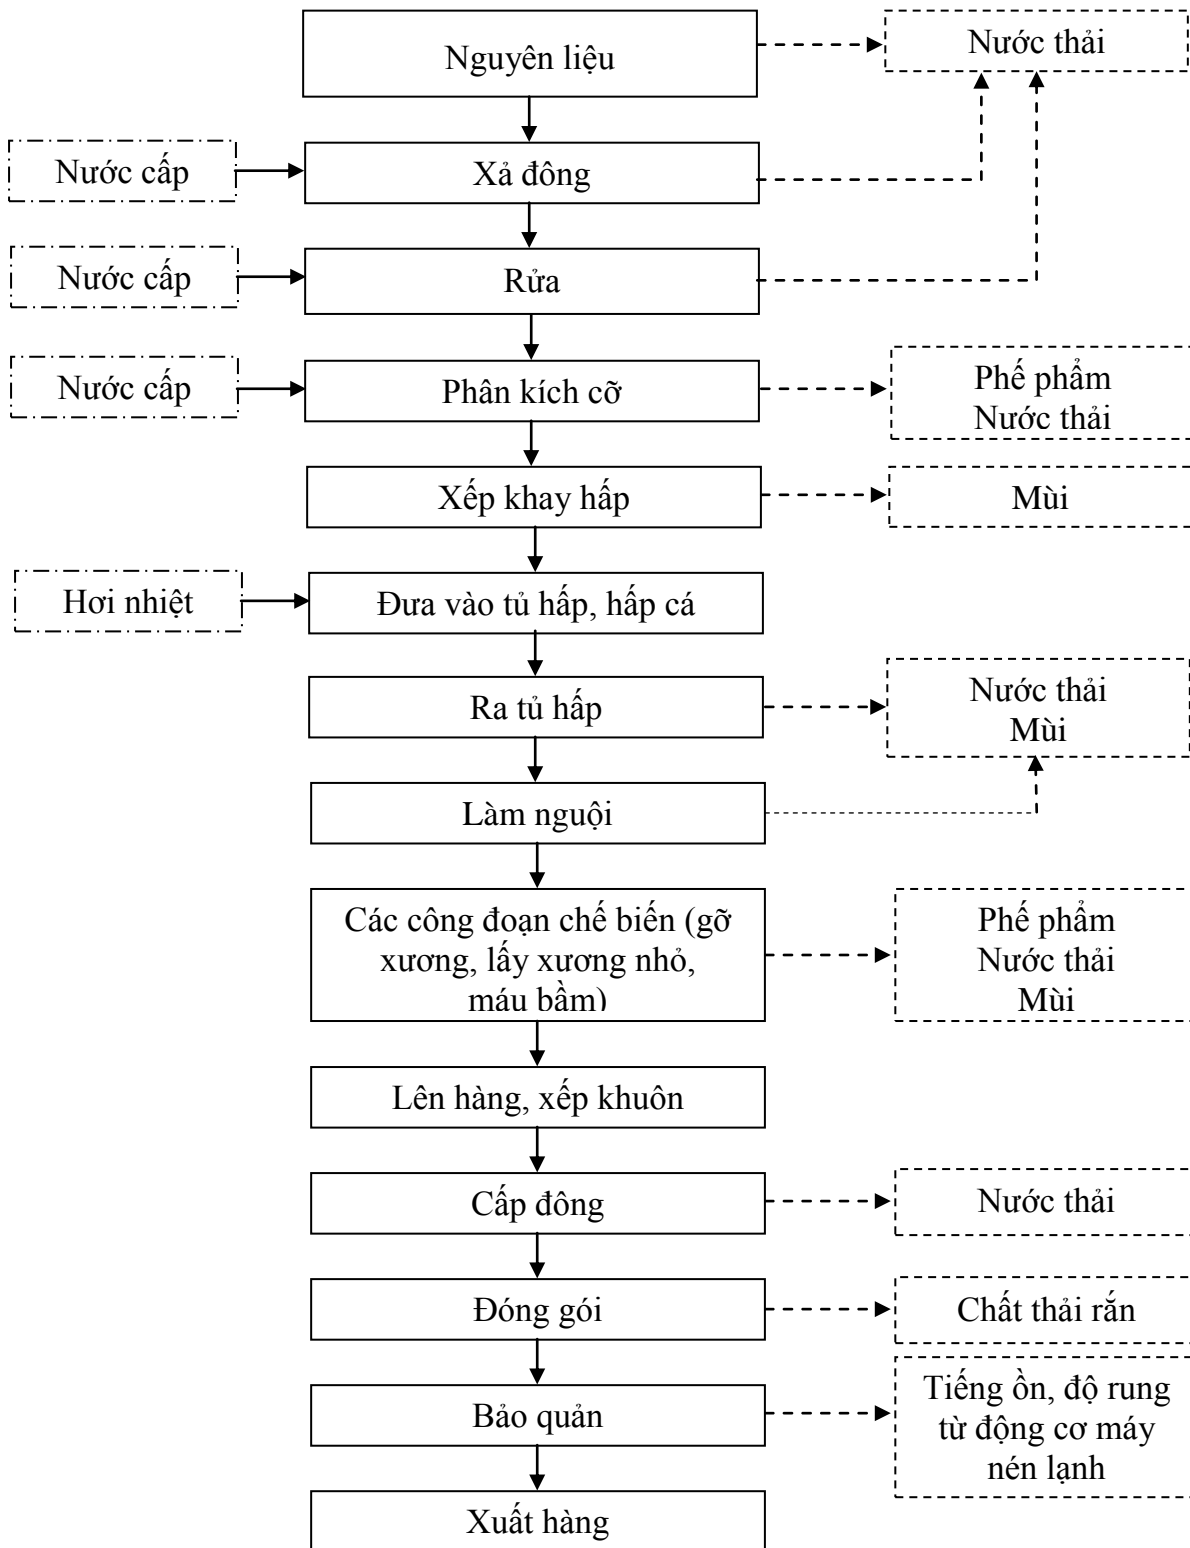 Nguyên liệu
Nước thải
Nước cấp
Xả đông
Nước cấp
Rửa
Nước cấp
Phân kích cỡ
Phế phẩm
Nước thải
Xếp khay hấp
Mùi
Hơi nhiệt
Đưa vào tủ hấp, hấp cá
Ra tủ hấp
Nước thải
Mùi
Làm nguội
Các công đoạn chế biến (gỡ
xương, lấy xương nhỏ,
máu bầm)
Phế phẩm
Nước thải
Mùi
Lên hàng, xếp khuôn
Cấp đông
Nước thải
Đóng gói
Chất thải rắn
Bảo quản
Tiếng ồn, độ rung
từ động cơ máy
nén lạnh
Xuất hàng